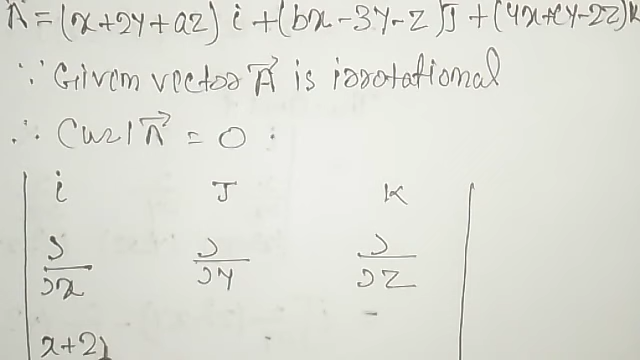 A = (x+2y+az) i + (bx-3y-z) J + (4x+cy-2z) K
∵ Given vector A⃗ is irrotational
∴ Curl A⃗ = 0 :
| i J K |
∂/∂x ∂/∂y ∂/∂z
x+2y